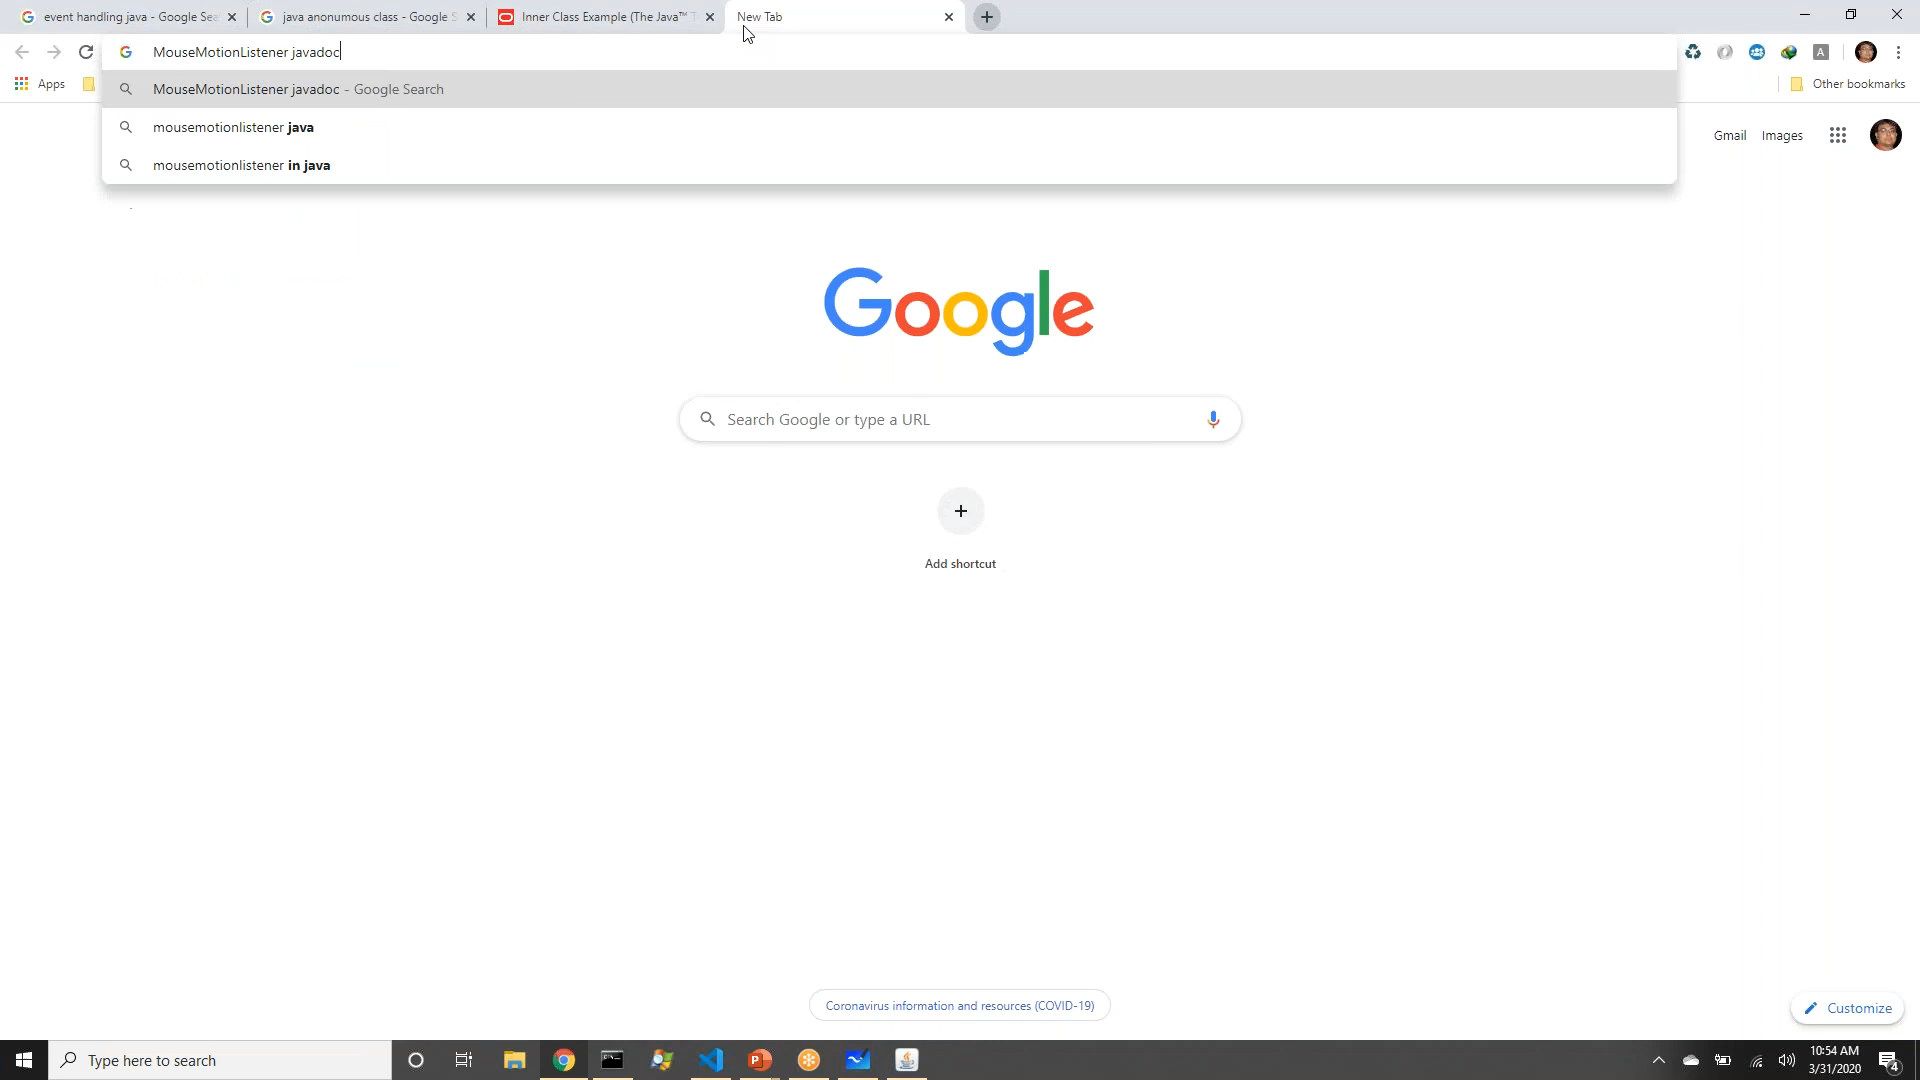 event handling java - Google Sea
java anonumous class - Google S
Inner Class Example (The Java™ T
New Tab
MouseMotionListener javadoc
Apps
Other bookmarks
MouseMotionListener javadoc - Google Search
mousemotionlistener java
mousemotionlistener in java
Gmail
Images
Google
Search Google or type a URL
Add shortcut
Coronavirus information and resources (COVID-19)
Customize
Type here to search
10:54 AM
3/31/2020
4